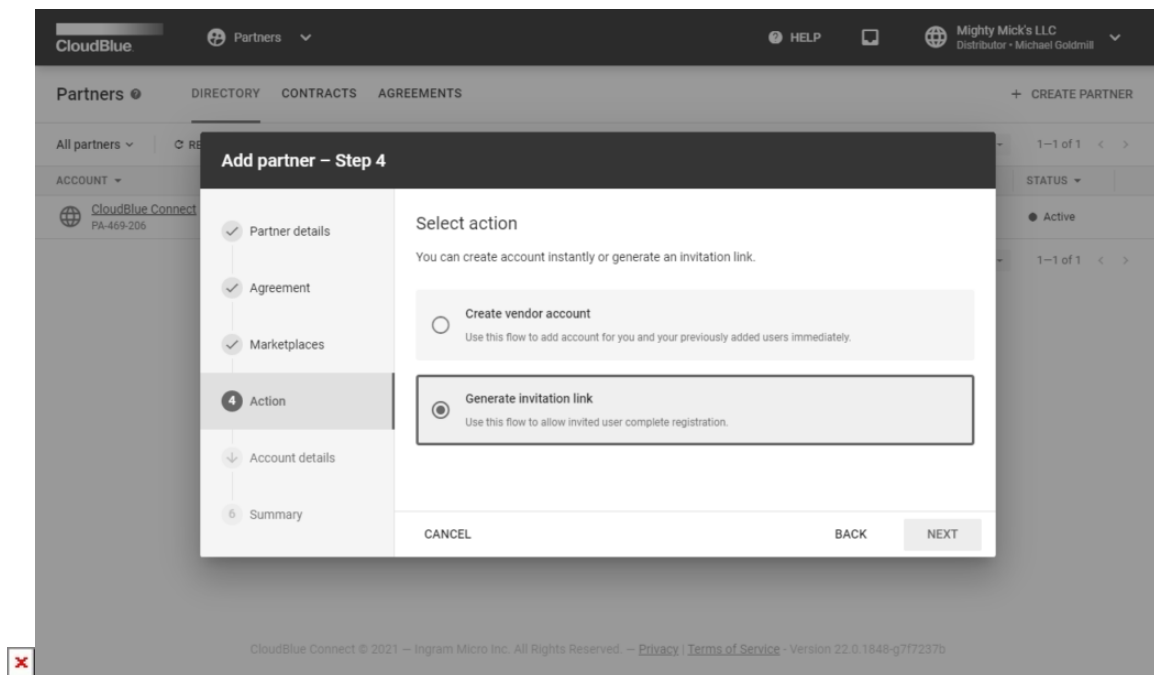 CloudBlue.
Partners
HELP
Mighty Mick's LLC
Distributor • Michael Goldmill
Partners
DIRECTORY CONTRACTS AGREEMENTS
+ CREATE PARTNER
All partners
1–1 of 1
ACCOUNT
STATUS
CloudBlue Connect
PA-469-206
Active
1–1 of 1
Add partner – Step 4
Partner details
Agreement
Marketplaces
4 Action
Account details
6 Summary
Select action
You can create account instantly or generate an invitation link.
Create vendor account
Use this flow to add account for you and your previously added users immediately.
Generate invitation link
Use this flow to allow invited user complete registration.
CANCEL
BACK
NEXT
CloudBlue Connect © 2021 — Ingram Micro Inc. All Rights Reserved. — Privacy | Terms of Service - Version 22.0.1848-g7f7237b